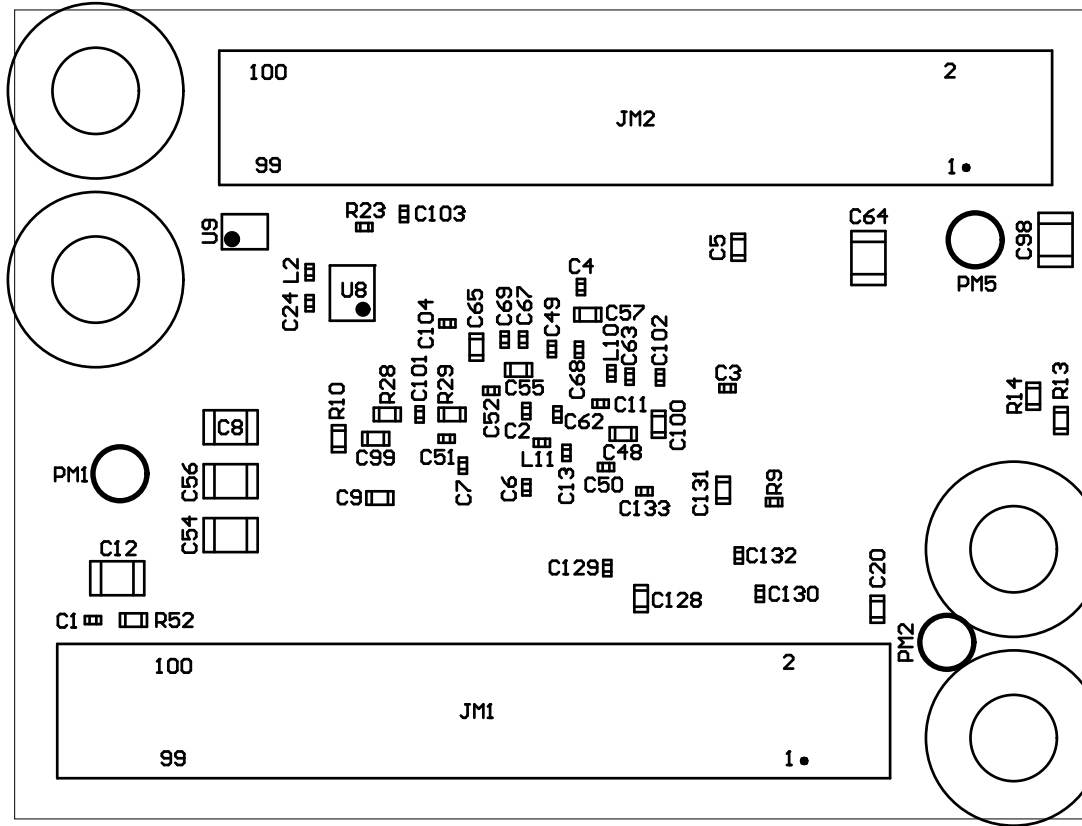 100
2
JM2
99
1
R23
C103
U9
C5
C64
C98
PM5
L2
U8
C24
C4
C57
C104
C65
C69
C67
C49
C68
L10
C63
C102
C3
R14
R13
R10
R28
C101
R29
C55
C52
C2
C62
C11
C100
C8
C99
C51
C7
L11
C13
C48
C50
PM1
C56
C9
C6
C133
C131
R9
C54
C12
C129
C132
C128
C130
C20
C1
R52
PM2
100
2
JM1
99
1